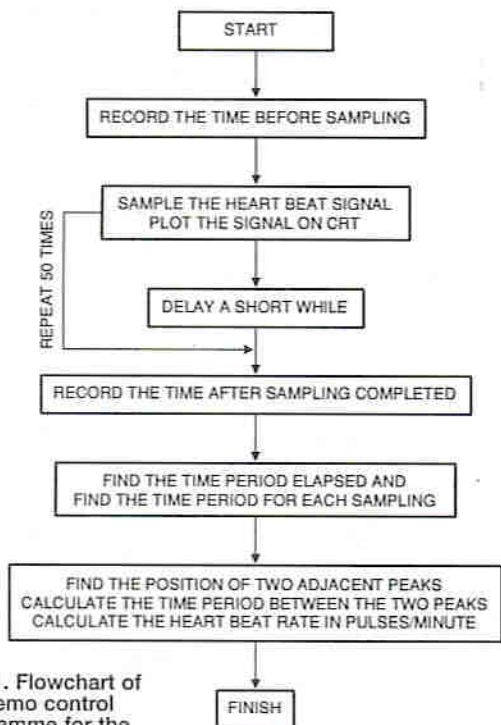 START
RECORD THE TIME BEFORE SAMPLING
SAMPLE THE HEART BEAT SIGNAL
PLOT THE SIGNAL ON CRT
REPEAT 50 TIMES
DELAY A SHORT WHILE
RECORD THE TIME AFTER SAMPLING COMPLETED
FIND THE TIME PERIOD ELAPSED AND
FIND THE TIME PERIOD FOR EACH SAMPLING
FIND THE POSITION OF TWO ADJACENT PEAKS
CALCULATE THE TIME PERIOD BETWEEN THE TWO PEAKS
CALCULATE THE HEART BEAT RATE IN PULSES/MINUTE
. Flowchart of
emo control
amme for the
FINISH